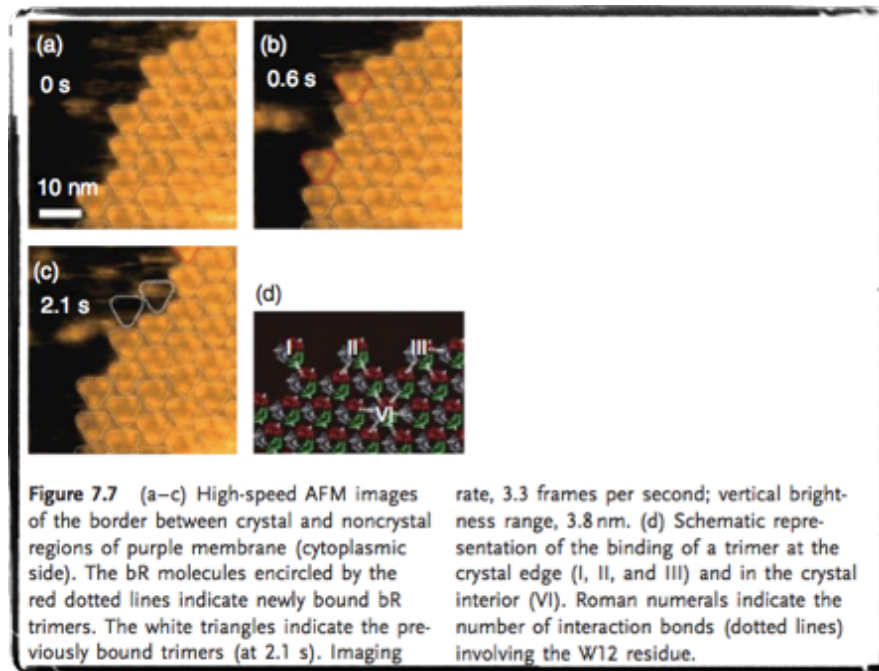 (a)
0 s
10 nm
(b)
0.6 s
(c)
2.1 s
(d)
I
II
III
VI
Figure 7.7 (a–c) High-speed AFM images
of the border between crystal and noncrystal
regions of purple membrane (cytoplasmic
side). The bR molecules encircled by the
red dotted lines indicate newly bound bR
trimers. The white triangles indicate the pre-
viously bound trimers (at 2.1 s). Imaging
rate, 3.3 frames per second; vertical bright-
ness range, 3.8 nm. (d) Schematic repre-
sentation of the binding of a trimer at the
crystal edge (I, II, and III) and in the crystal
interior (VI). Roman numerals indicate the
number of interaction bonds (dotted lines)
involving the W12 residue.